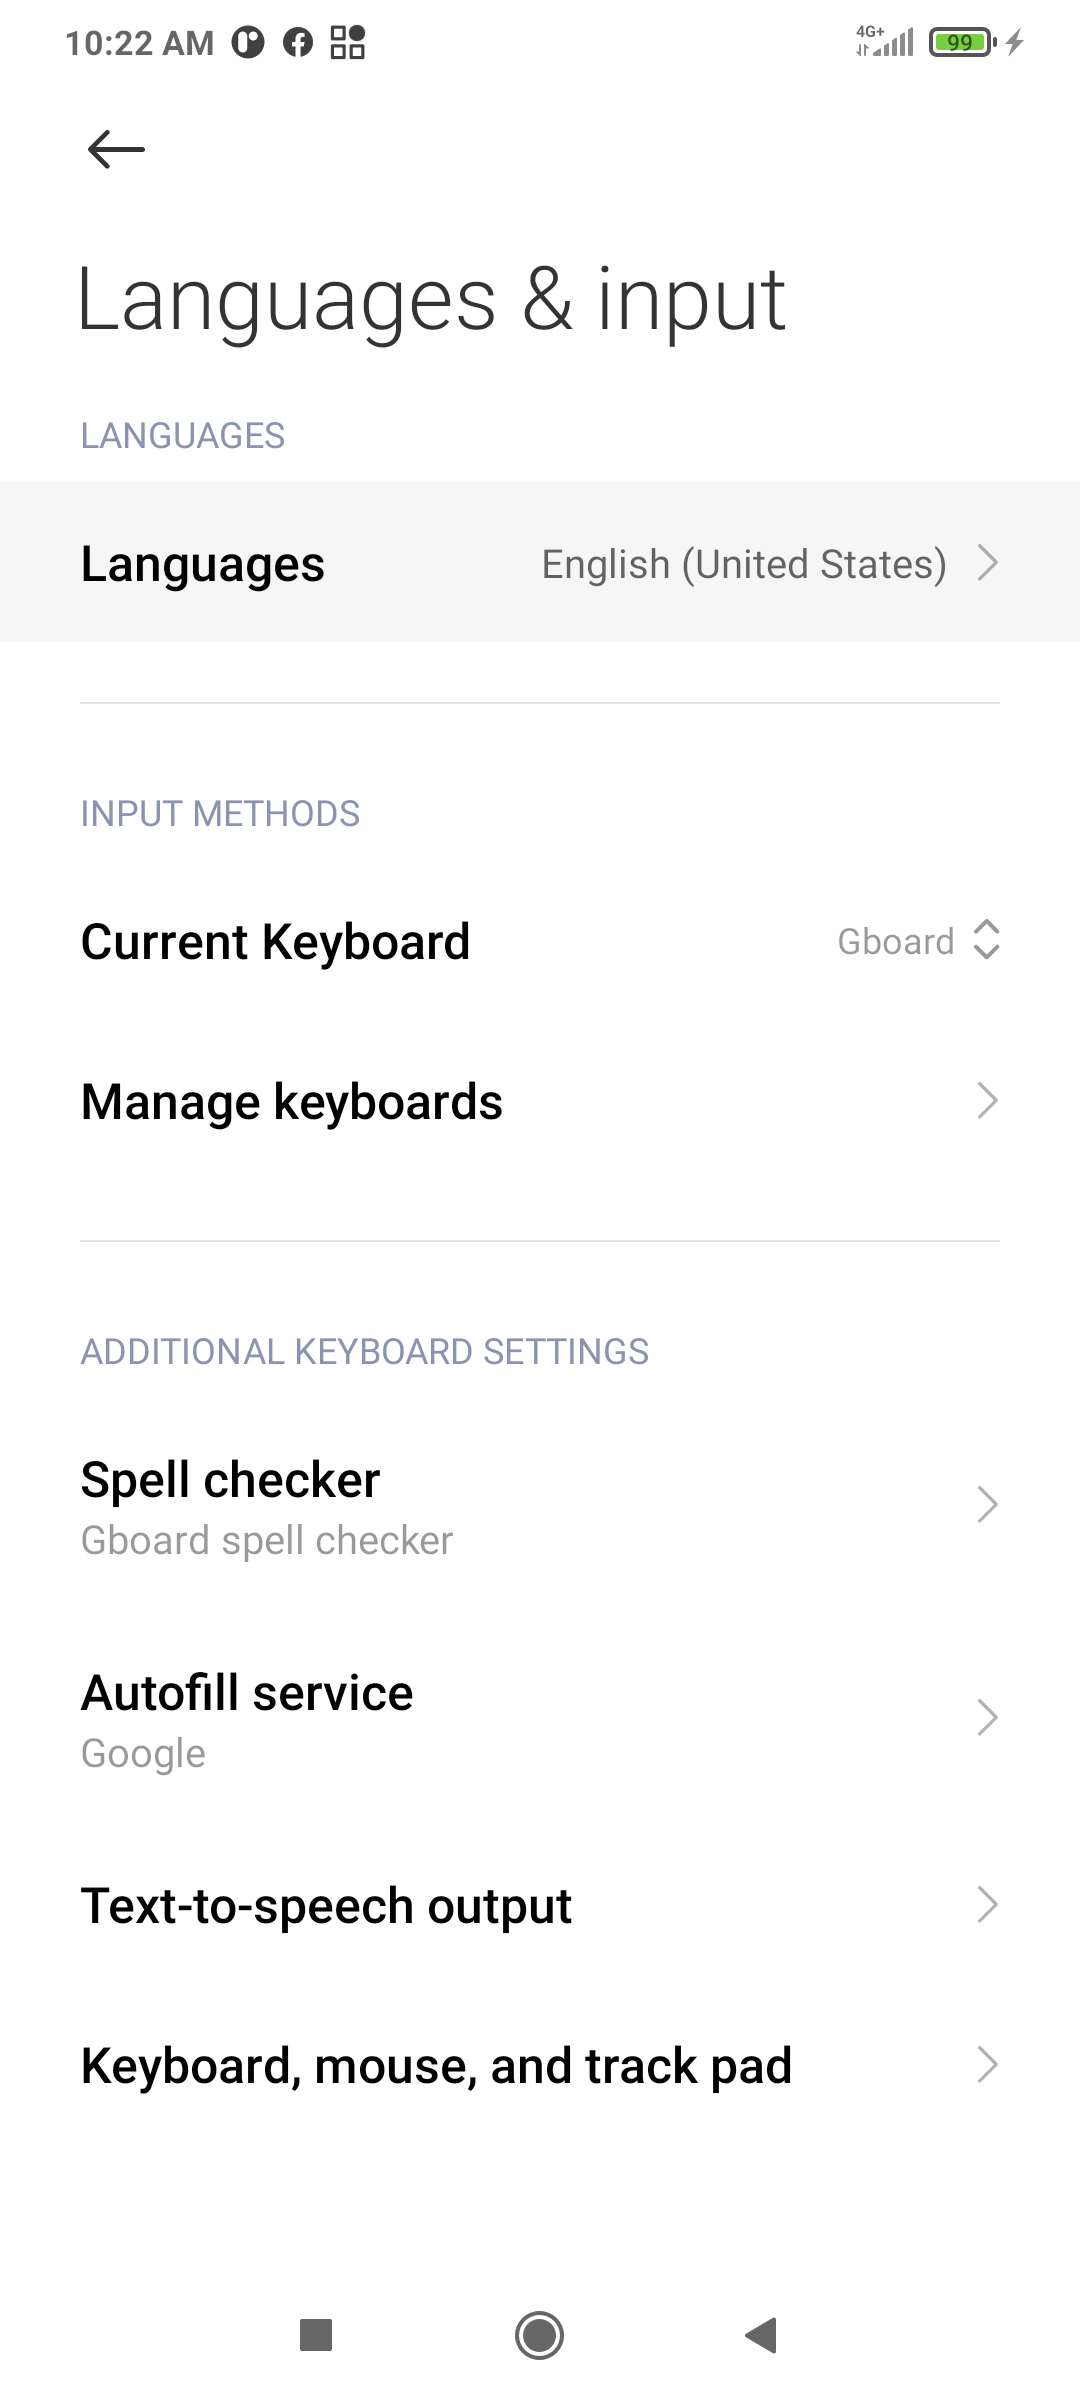 10:22 AM 4G+ 99
Languages & input
LANGUAGES
Languages English (United States)
INPUT METHODS
Current Keyboard Gboard
Manage keyboards
ADDITIONAL KEYBOARD SETTINGS
Spell checker
Gboard spell checker
Autofill service
Google
Text-to-speech output
Keyboard, mouse, and track pad